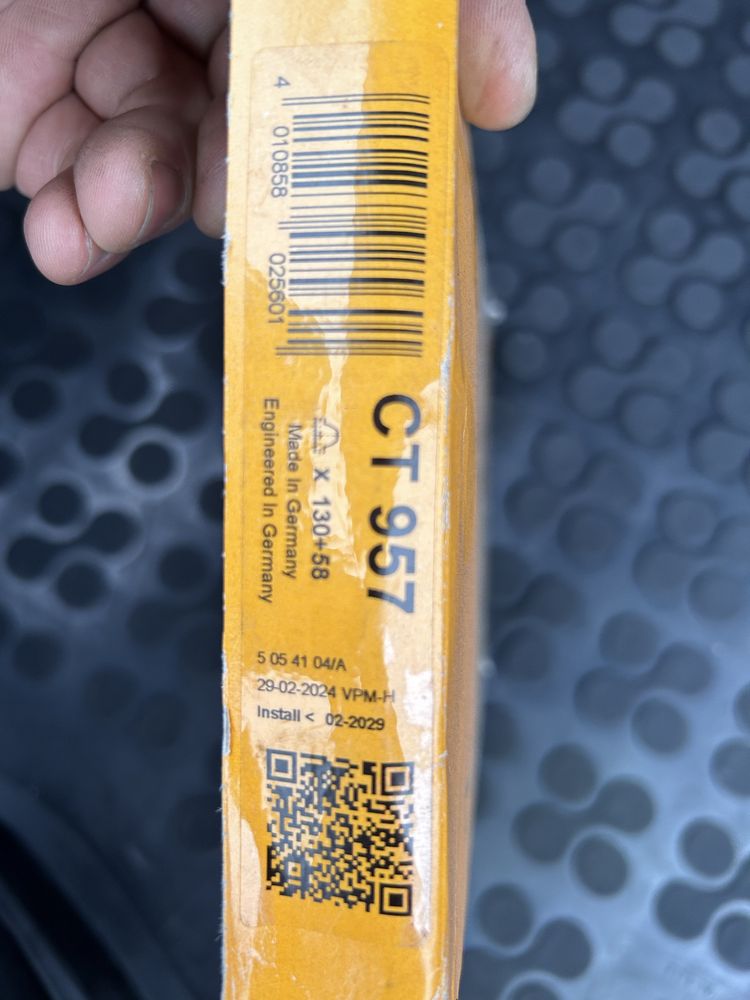 4 010858 025601
CT 957
x 130+58
Made In Germany
Engineered In Germany
5 05 41 04/A
29-02-2024 VPM-H
Install < 02-2029